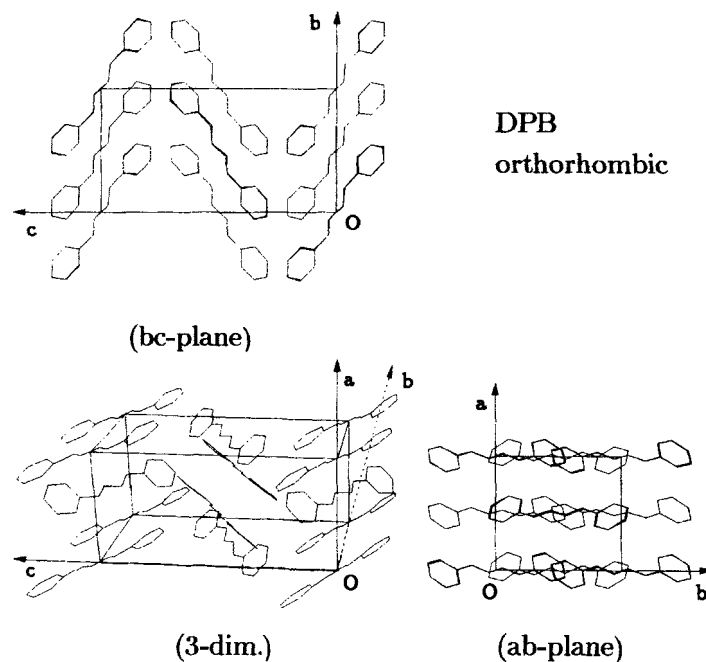 b
DPB
orthorhombic
c
O
(bc-plane)
a
b
a
c
O
O
b
(3-dim.)
(ab-plane)